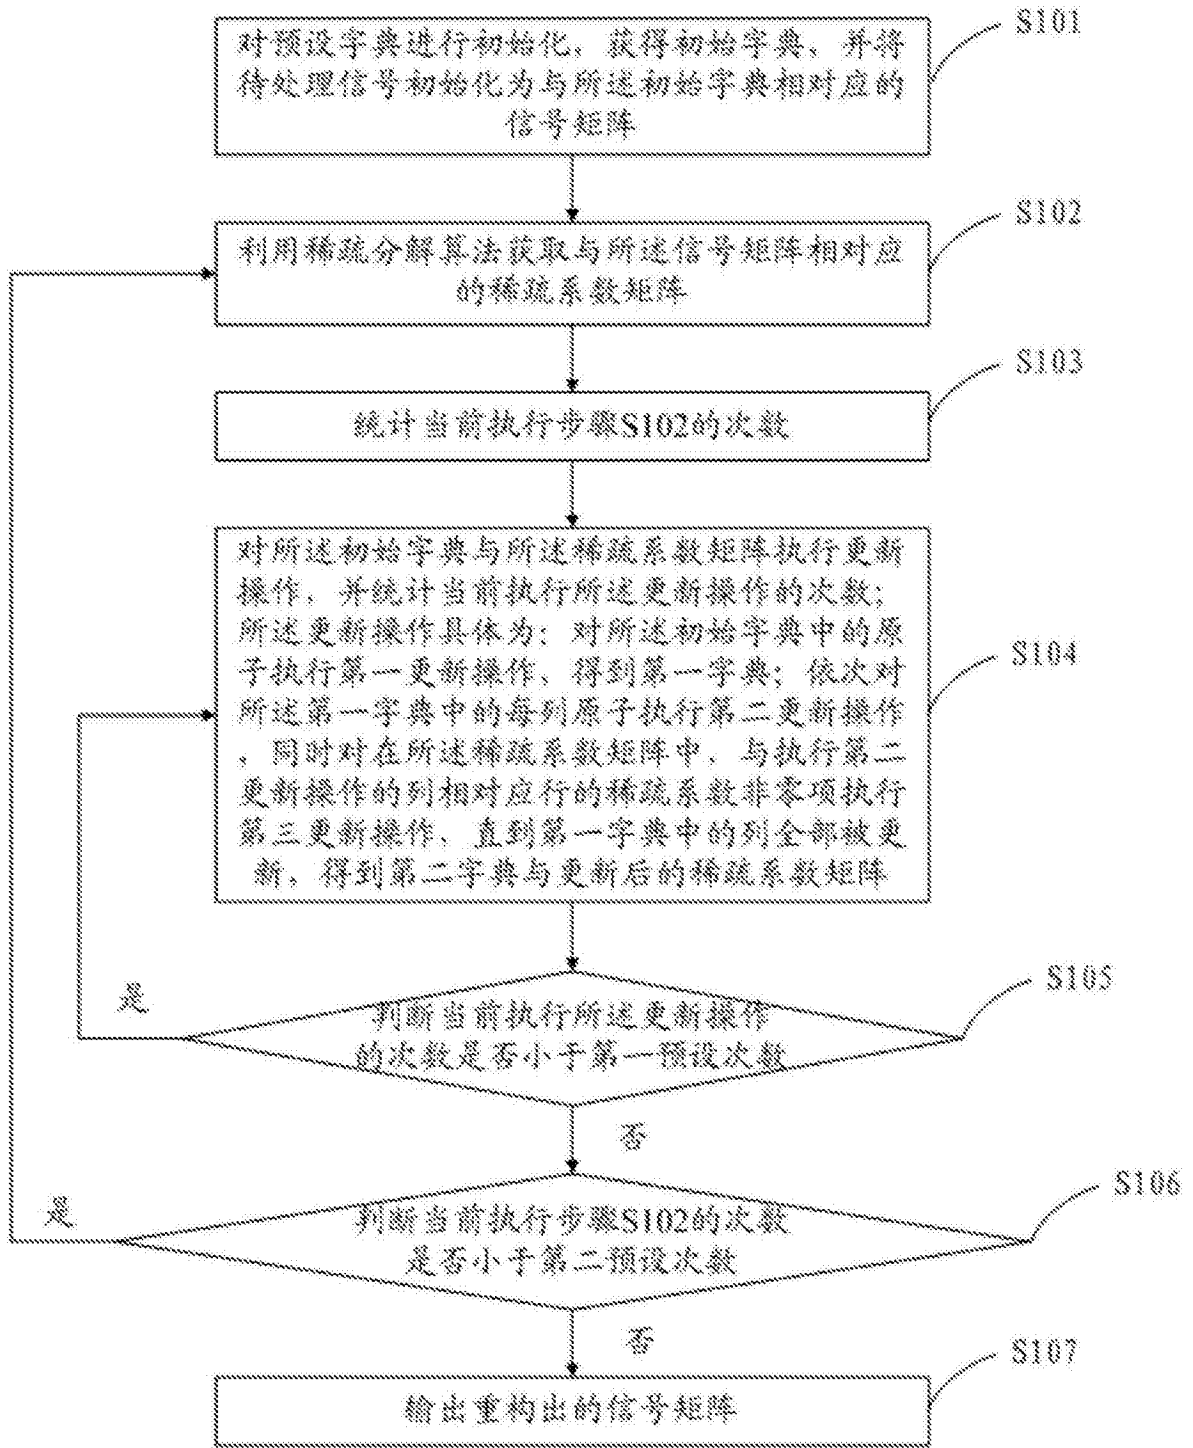 S101
对预设字典进行初始化，获得初始字典，并将
待处理信号初始化为与所述初始字典相对应的
信号矩阵
S102
利用稀疏分解算法获取与所述信号矩阵相对应
的稀疏系数矩阵
S103
统计当前执行步骤S102的次数
S104
对所述初始字典与所述稀疏系数矩阵执行更新
操作，并统计当前执行所述更新操作的次数；
所述更新操作具体为：对所述初始字典中的原
子执行第一更新操作，得到第一字典；依次对
所述第一字典中的每列原子执行第二更新操作
，同时对在所述稀疏系数矩阵中，与执行第二
更新操作的列相对应行的稀疏系数非零项执行
第三更新操作，直到第一字典中的列全部被更
新，得到第二字典与更新后的稀疏系数矩阵
S105
是
判断当前执行所述更新操作
的次数是否小于第一预设次数
否
S106
是
判断当前执行步骤S102的次数
是否小于第二预设次数
否
S107
输出重构出的信号矩阵